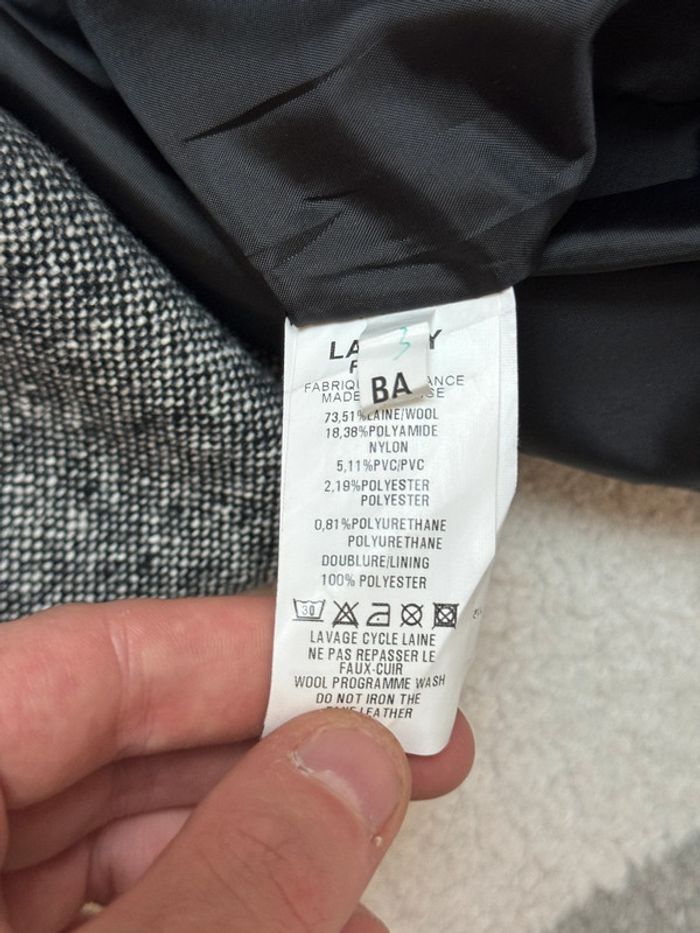 3
BA
73,51%LAINE/WOOL
18,38%POLYAMIDE
NYLON
5,11%PVC/PVC
2,19%POLYESTER
POLYESTER
0,81%POLYURETHANE
POLYURETHANE
DOUBLURE/LINING
100% POLYESTER
30
LAVAGE CYCLE LAINE
NE PAS REPASSER LE
FAUX-CUIR
WOOL PROGRAMME WASH
DO NOT IRON THE
LEATHER